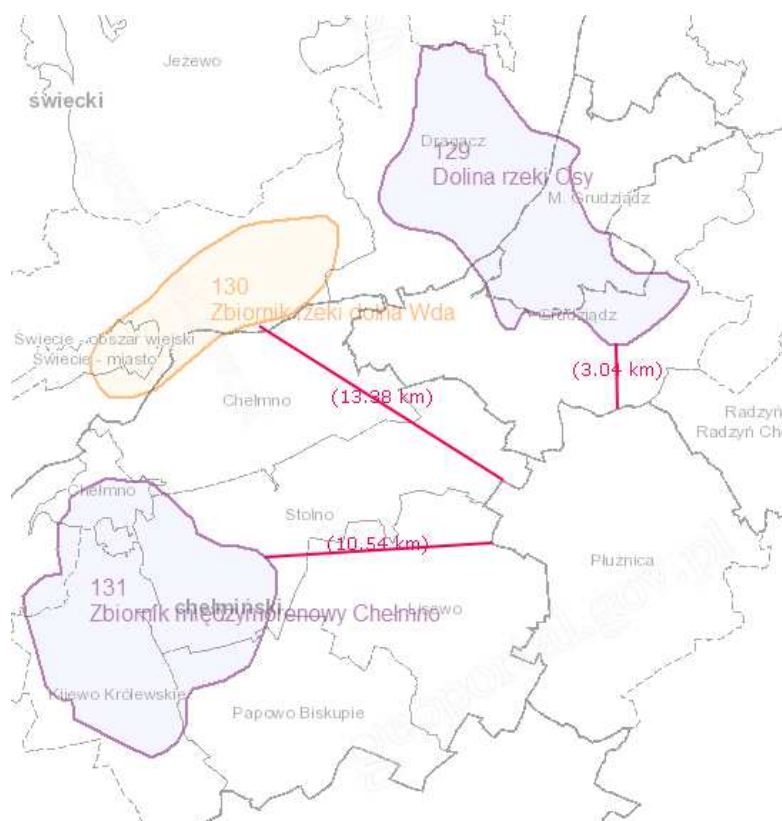 Jeżewo
świecki
Dragacz
129
Dolina rzeki Osy
M. Grudziądz
130
Zbiornik rzeki dolna Wda
Grudziądz
Świecie - obszar wiejski
Świecie - miasto
(3.04 km)
Chełmno
(13.38 km)
Radzyń
Radzyń Che
Chełmno
Stolno
(10.54 km)
Płużnica
131
chełmiński
Lisewo
Zbiornik międzymorenowy Chełmno
Kijewo Królewskie
Papowo Biskupie